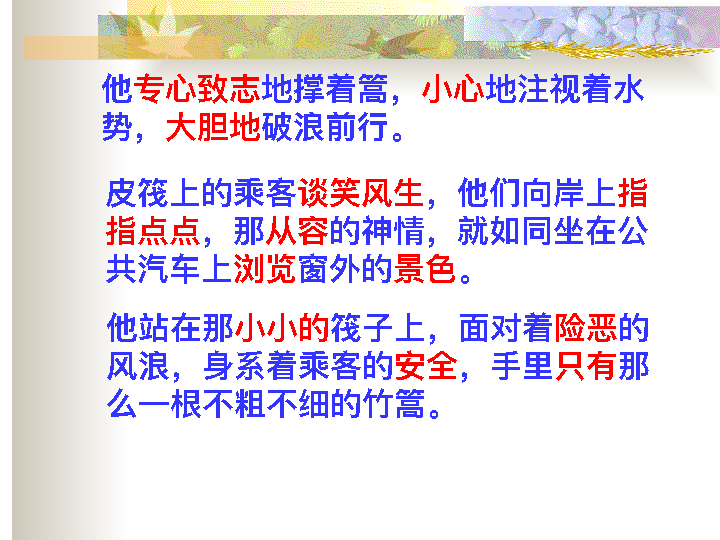 他专心致志地撑着篙，小心地注视着水
势，大胆地破浪前行。
皮筏上的乘客谈笑风生，他们向岸上指
指点点，那从容的神情，就如同坐在公
共汽车上浏览窗外的景色。
他站在那小小的筏子上，面对着险恶的
风浪，身系着乘客的安全，手里只有那
么一根不粗不细的竹篙。